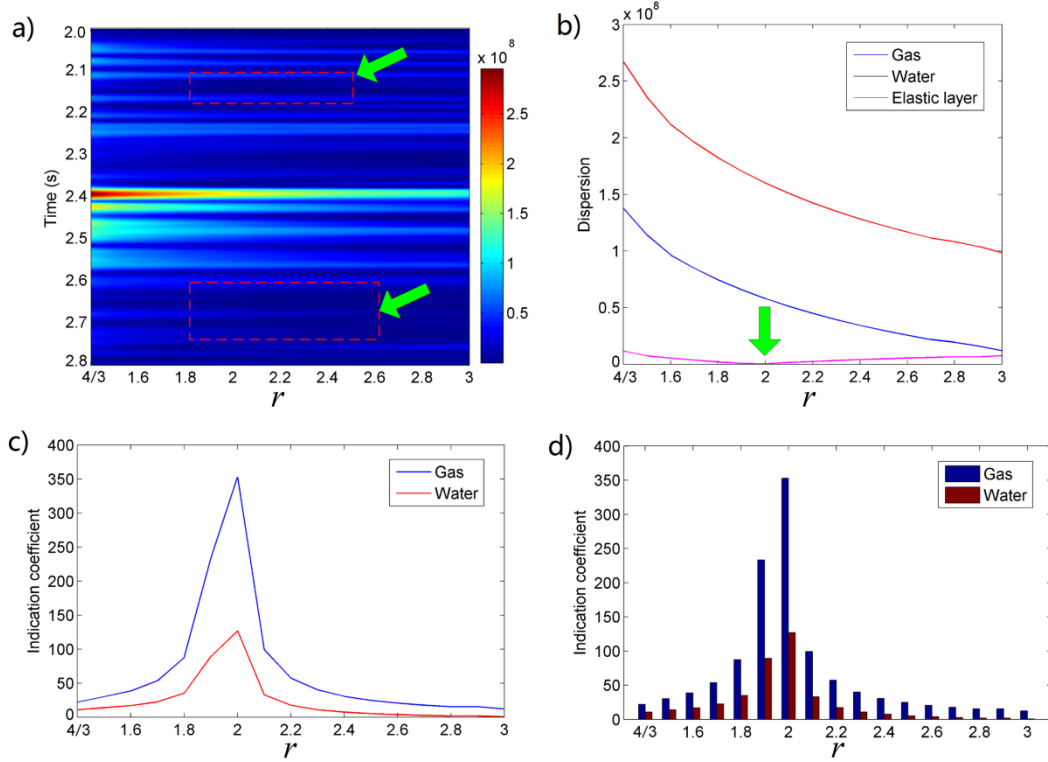 a)
2.0
2.1
2.2
2.3
2.4
2.5
2.6
2.7
2.8
Time (s)
4/3 1.6 1.8 2 2.2 2.4 2.6 2.8 3
r
x 10^8
2.5
2
1.5
1
0.5
b)
x 10^8
3
2.5
2
1.5
1
0.5
0
Dispersion
4/3 1.6 1.8 2 2.2 2.4 2.6 2.8 3
r
Gas
Water
Elastic layer
c)
400
350
300
250
200
150
100
50
0
Indication coefficient
4/3 1.6 1.8 2 2.2 2.4 2.6 2.8 3
r
Gas
Water
d)
400
350
300
250
200
150
100
50
0
Indication coefficient
4/3 1.6 1.8 2 2.2 2.4 2.6 2.8 3
r
Gas
Water